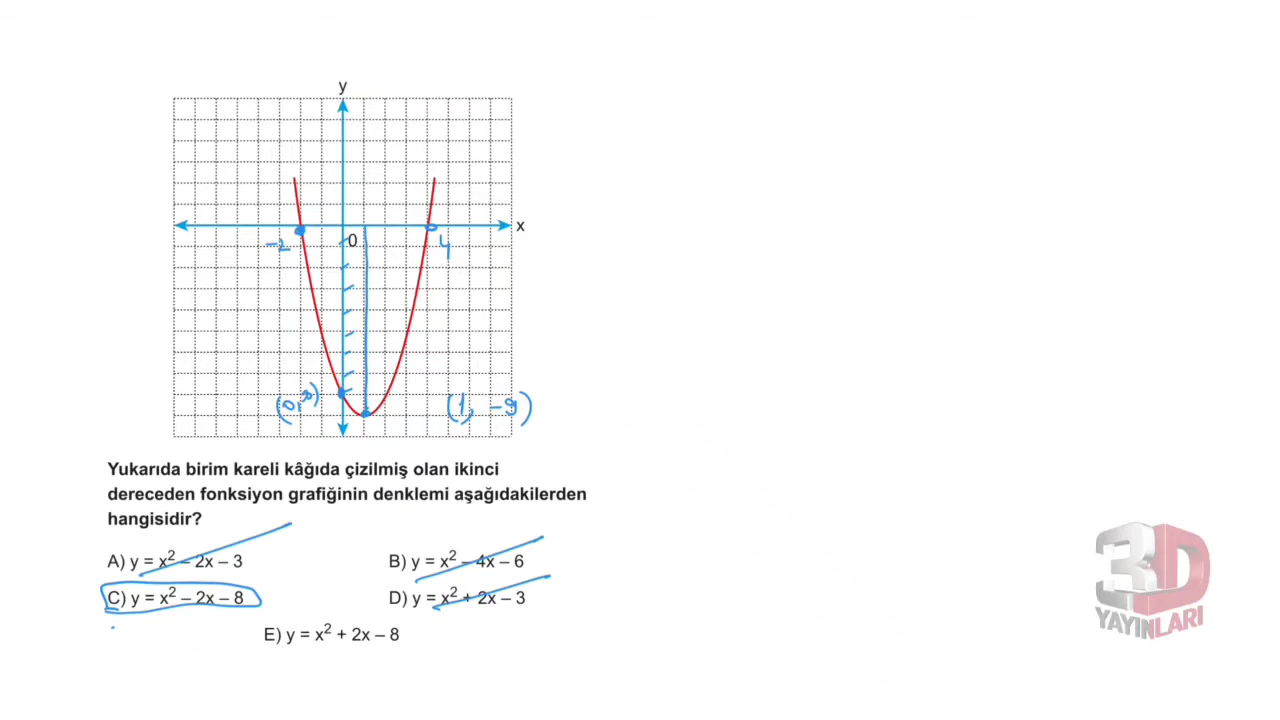 y
x
0
-2
4
(0,-8)
(1, -9)
Yukarıda birim kareli kâğıda çizilmiş olan ikinci
dereceden fonksiyon grafiğinin denklemi aşağıdakilerden
hangisidir?
A) y = x² – 2x – 3
B) y = x² – 4x – 6
C) y = x² – 2x – 8
D) y = x² + 2x – 3
E) y = x² + 2x – 8
3D
YAYINLARI